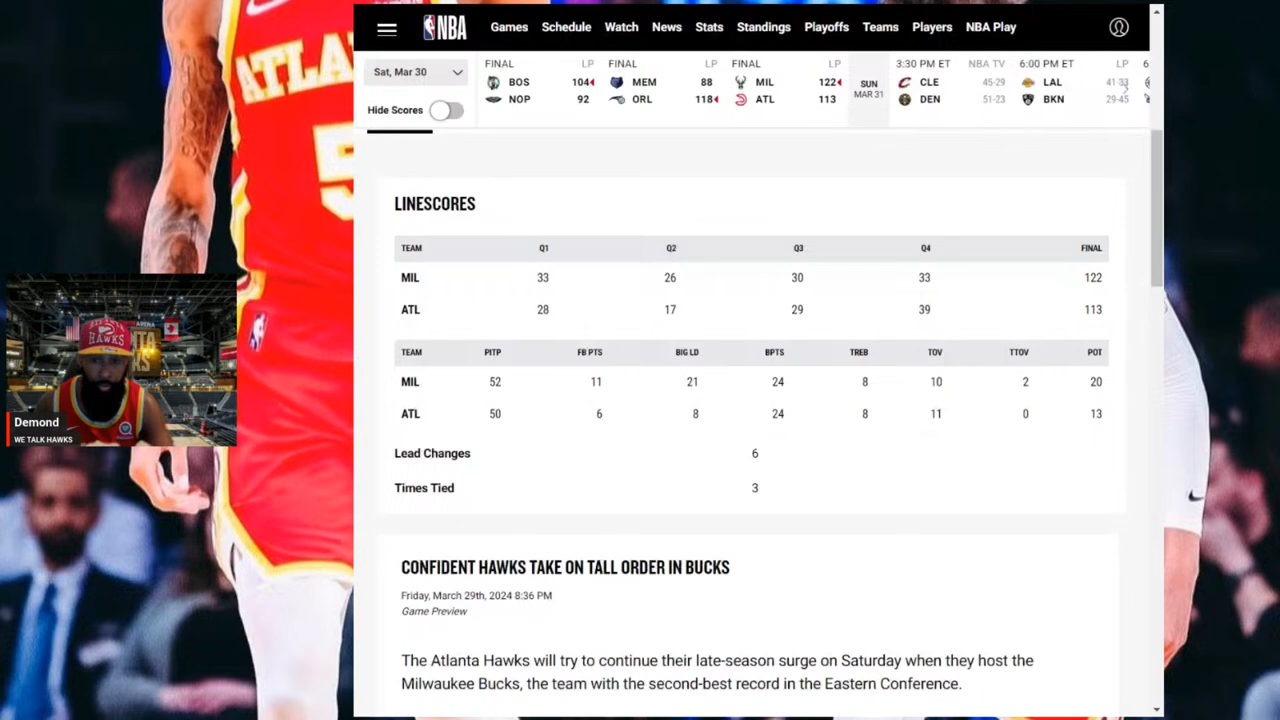 NBA Games Schedule Watch News Stats Standings Playoffs Teams Players NBA Play
Sat, Mar 30
Hide Scores
FINAL LP
BOS 104
NOP 92
FINAL LP
MEM 88
ORL 118
FINAL LP
MIL 122
ATL 113
SUN
MAR 31
3:30 PM ET NBA TV
CLE 45-29
DEN 51-23
6:00 PM ET LP
LAL 41-33
BKN 29-45
6
LINESCORES
TEAM Q1 Q2 Q3 Q4 FINAL
MIL 33 26 30 33 122
ATL 28 17 29 39 113
TEAM PITP FB PTS BIG LD BPTS TREB TOV TTOV POT
MIL 52 11 21 24 8 10 2 20
ATL 50 6 8 24 8 11 0 13
Lead Changes 6
Times Tied 3
CONFIDENT HAWKS TAKE ON TALL ORDER IN BUCKS
Friday, March 29th, 2024 8:36 PM
Game Preview
The Atlanta Hawks will try to continue their late-season surge on Saturday when they host the
Milwaukee Bucks, the team with the second-best record in the Eastern Conference.
ATLANTA
5
ARENA
HAWKS
Demond
WE TALK HAWKS